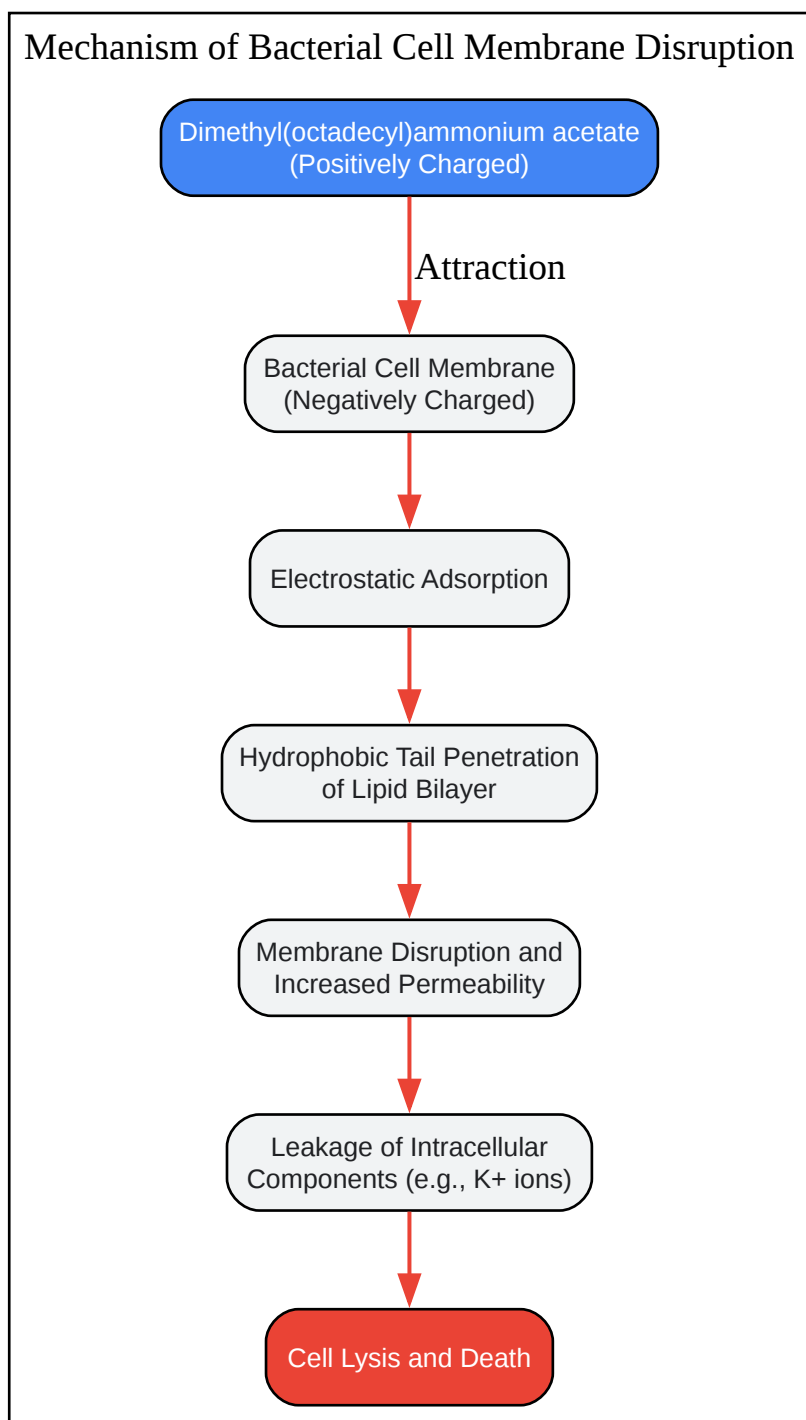 Mechanism of Bacterial Cell Membrane Disruption
Dimethyl(octadecyl)ammonium acetate
(Positively Charged)
Attraction
Bacterial Cell Membrane
(Negatively Charged)
Electrostatic Adsorption
Hydrophobic Tail Penetration
of Lipid Bilayer
Membrane Disruption and
Increased Permeability
Leakage of Intracellular
Components (e.g., K+ ions)
Cell Lysis and Death